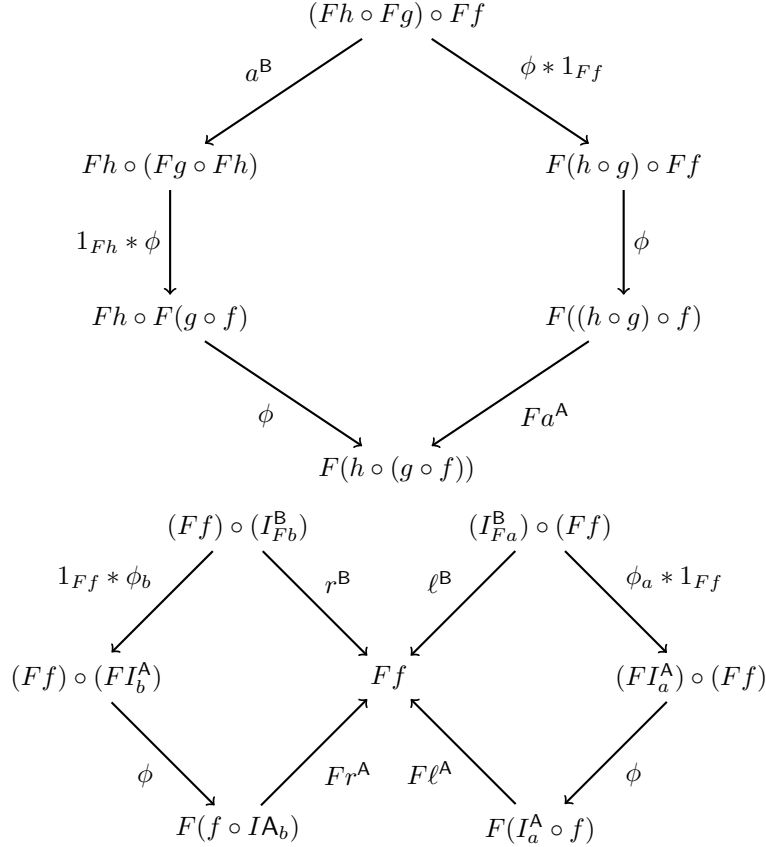 (Fh ∘ Fg) ∘ Ff
a^B ϕ ∗ 1_{Ff}
Fh ∘ (Fg ∘ Fh) F(h ∘ g) ∘ Ff
1_{Fh} ∗ ϕ ϕ
Fh ∘ F(g ∘ f) F((h ∘ g) ∘ f)
ϕ Fa^A
F(h ∘ (g ∘ f))
(Ff) ∘ (I^B_{Fb}) (I^B_{Fa}) ∘ (Ff)
1_{Ff} ∗ ϕ_b r^B ℓ^B ϕ_a ∗ 1_{Ff}
(Ff) ∘ (FI^A_b) Ff (FI^A_a) ∘ (Ff)
ϕ Fr^A Fℓ^A ϕ
F(f ∘ IA_b) F(I^A_a ∘ f)